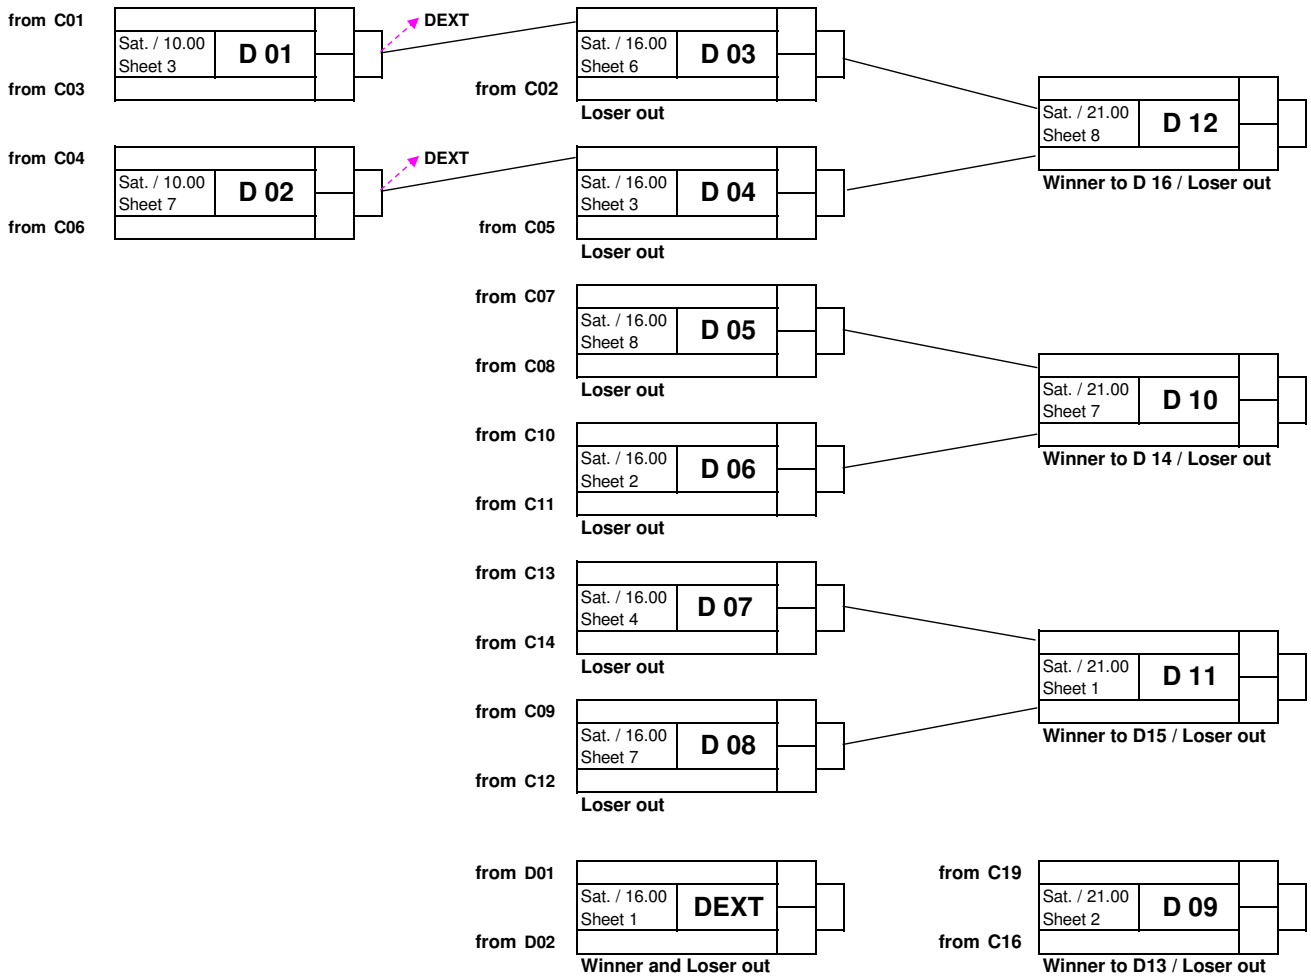 from C01
DEXT
Sat. / 10.00
Sheet 3
D 01
Sat. / 16.00
Sheet 6
D 03
from C03
from C02
Loser out
Sat. / 21.00
Sheet 8
D 12
Winner to D 16 / Loser out
from C04
DEXT
Sat. / 10.00
Sheet 7
D 02
Sat. / 16.00
Sheet 3
D 04
from C06
from C05
Loser out
from C07
Sat. / 16.00
Sheet 8
D 05
from C08
Loser out
Sat. / 21.00
Sheet 7
D 10
Winner to D 14 / Loser out
from C10
Sat. / 16.00
Sheet 2
D 06
from C11
Loser out
from C13
Sat. / 16.00
Sheet 4
D 07
from C14
Loser out
Sat. / 21.00
Sheet 1
D 11
Winner to D15 / Loser out
from C09
Sat. / 16.00
Sheet 7
D 08
from C12
Loser out
from D01
Sat. / 16.00
Sheet 1
DEXT
from D02
Winner and Loser out
from C19
Sat. / 21.00
Sheet 2
D 09
from C16
Winner to D13 / Loser out